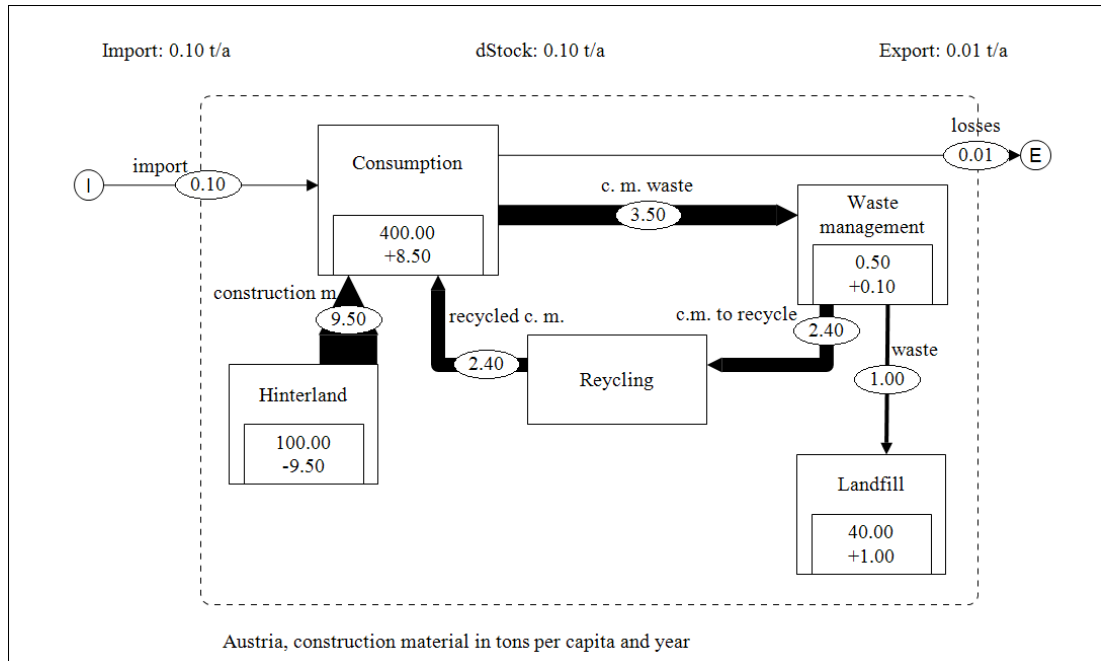 Import: 0.10 t/a
dStock: 0.10 t/a
Export: 0.01 t/a
losses
0.01
E
I
import
0.10
Consumption
400.00
+8.50
c. m. waste
3.50
Waste
management
0.50
+0.10
construction m
9.50
recycled c. m.
2.40
c.m. to recycle
2.40
Reycling
waste
1.00
Hinterland
100.00
-9.50
Landfill
40.00
+1.00
Austria, construction material in tons per capita and year